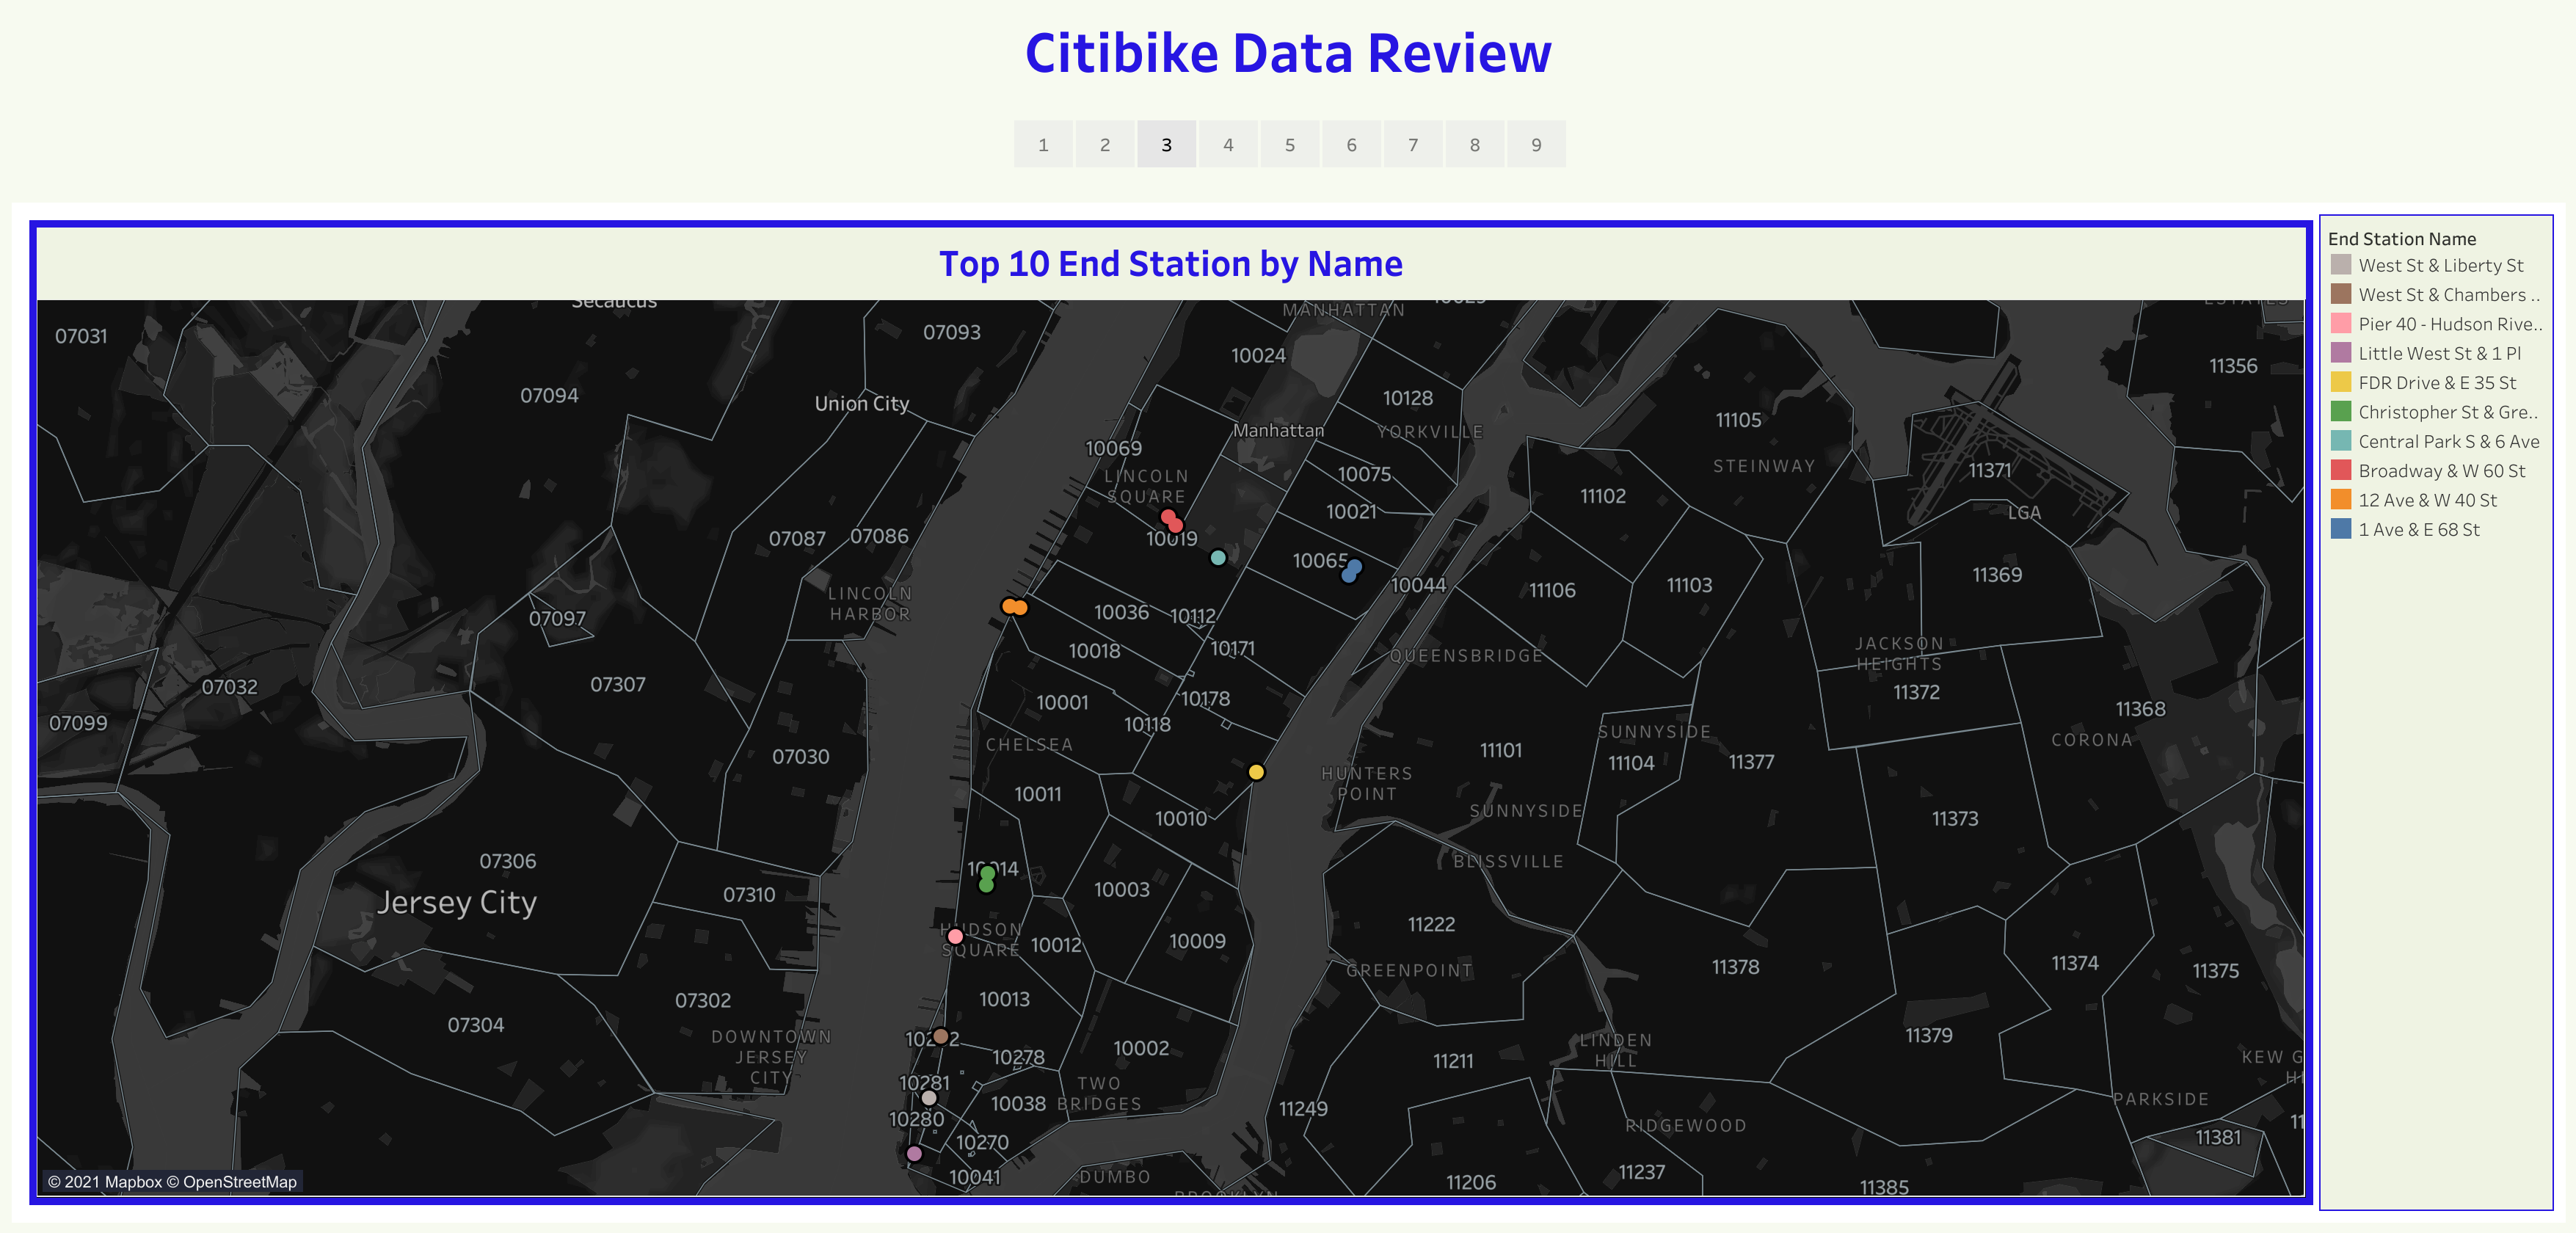 Citibike Data Review
1 2 3 4 5 6 7 8 9
Top 10 End Station by Name
End Station Name
West St & Liberty St
West St & Chambers ..
Pier 40 - Hudson Rive..
Little West St & 1 Pl
FDR Drive & E 35 St
Christopher St & Gre..
Central Park S & 6 Ave
Broadway & W 60 St
12 Ave & W 40 St
1 Ave & E 68 St
Secaucus
MANHATTAN
07031
07093
10024
11356
07094
Union City
10128
Manhattan
YORKVILLE
11105
10069
STEINWAY
LINCOLN
SQUARE
10075
11371
11102
10021
LGA
07087
07086
10019
10065
11369
10044
11106
11103
LINCOLN
HARBOR
07097
10036
10112
10018
10171
QUEENSBRIDGE
JACKSON
HEIGHTS
07032
07307
11372
10001
10178
11368
07099
10118
SUNNYSIDE
CORONA
CHELSEA
07030
11101
11104
11377
HUNTERS
POINT
10011
SUNNYSIDE
10010
11373
07306
BLISSVILLE
Jersey City
07310
10003
11222
HUDSON
SQUARE
10012
10009
GREENPOINT
11378
11374
11375
07302
10013
07304
DOWNTOWN
JERSEY
CITY
10278
10002
LINDEN
HILL
11379
11211
10281
TWO
BRIDGES
10038
11249
PARKSIDE
10280
RIDGEWOOD
11381
10270
10041
DUMBO
11237
11206
11385
© 2021 Mapbox © OpenStreetMap